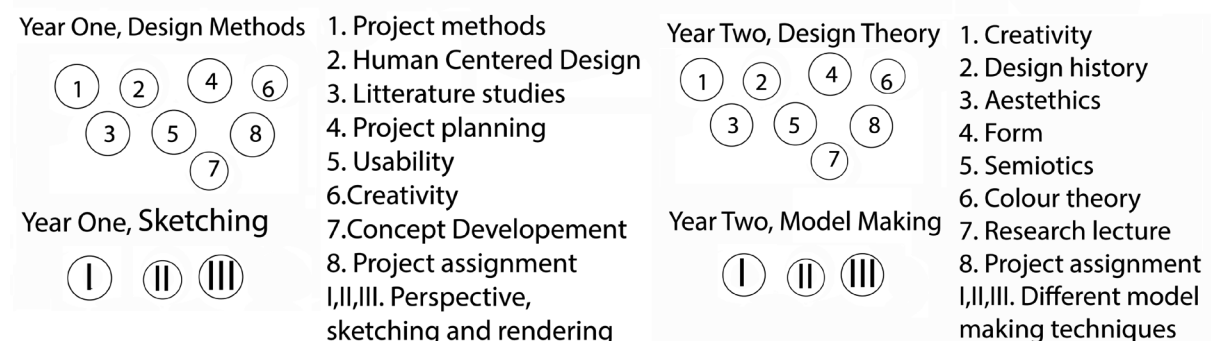 Year One, Design Methods
1 2 4 6
3 5 8
7
Year One, Sketching
I II III
1. Project methods
2. Human Centered Design
3. Litterature studies
4. Project planning
5. Usability
6.Creativity
7.Concept Developement
8. Project assignment
I,II,III. Perspective,
sketching and rendering
Year Two, Design Theory
1 2 4 6
3 5 8
7
Year Two, Model Making
I II III
1. Creativity
2. Design history
3. Aestethics
4. Form
5. Semiotics
6. Colour theory
7. Research lecture
8. Project assignment
I,II,III. Different model
making techniques